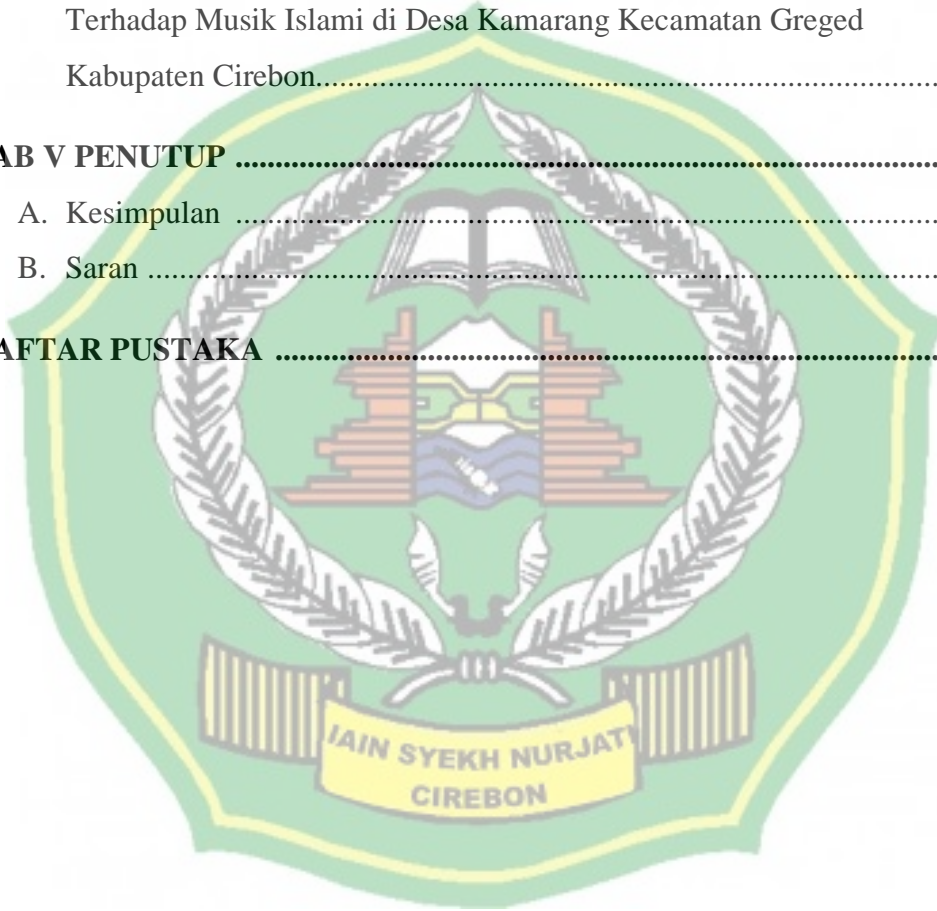 Terhadap Musik Islami di Desa Kamarang Kecamatan Greged
Kabupaten Cirebon..........................................................................................
AB V PENUTUP ..........................................................................................
A. Kesimpulan ..........................................................................................
B. Saran ..........................................................................................
AFTAR PUSTAKA ..........................................................................................
IAIN SYEKH NURJATI
CIREBON